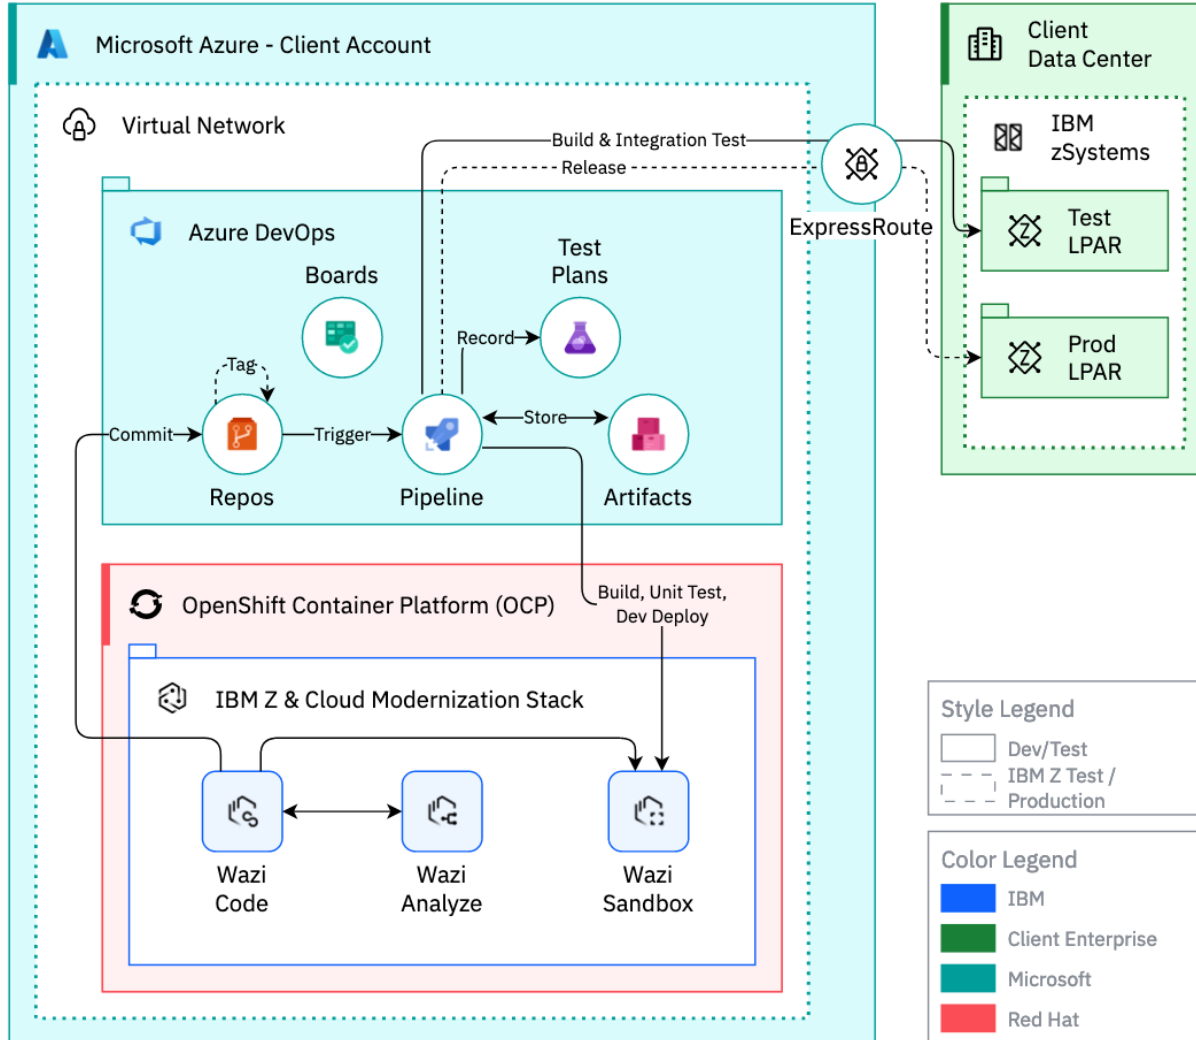 Microsoft Azure - Client Account
Virtual Network
Build & Integration Test
Release
ExpressRoute
Client
Data Center
IBM
zSystems
Test
LPAR
Prod
LPAR
Azure DevOps
Boards
Test
Plans
Record
Tag
Commit
Trigger
Store
Repos
Pipeline
Artifacts
OpenShift Container Platform (OCP)
Build, Unit Test,
Dev Deploy
IBM Z & Cloud Modernization Stack
Wazi
Code
Wazi
Analyze
Wazi
Sandbox
Style Legend
Dev/Test
IBM Z Test /
Production
Color Legend
IBM
Client Enterprise
Microsoft
Red Hat